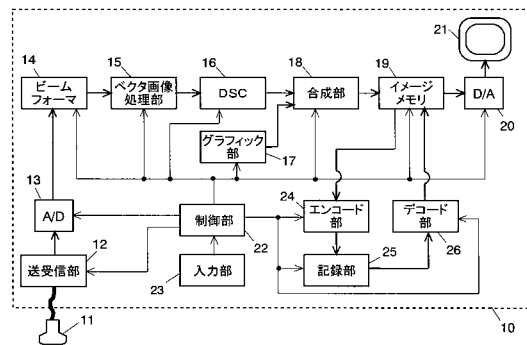 21
14
ビーム
フォーマ
15
ベクタ画像
処理部
16
DSC
18
合成部
19
イメージ
メモリ
D/A
20
グラフィック
部
17
13
A/D
12
送受信部
11
制御部
22
入力部
23
24
エンコード
部
25
記録部
デコード
部
26
10